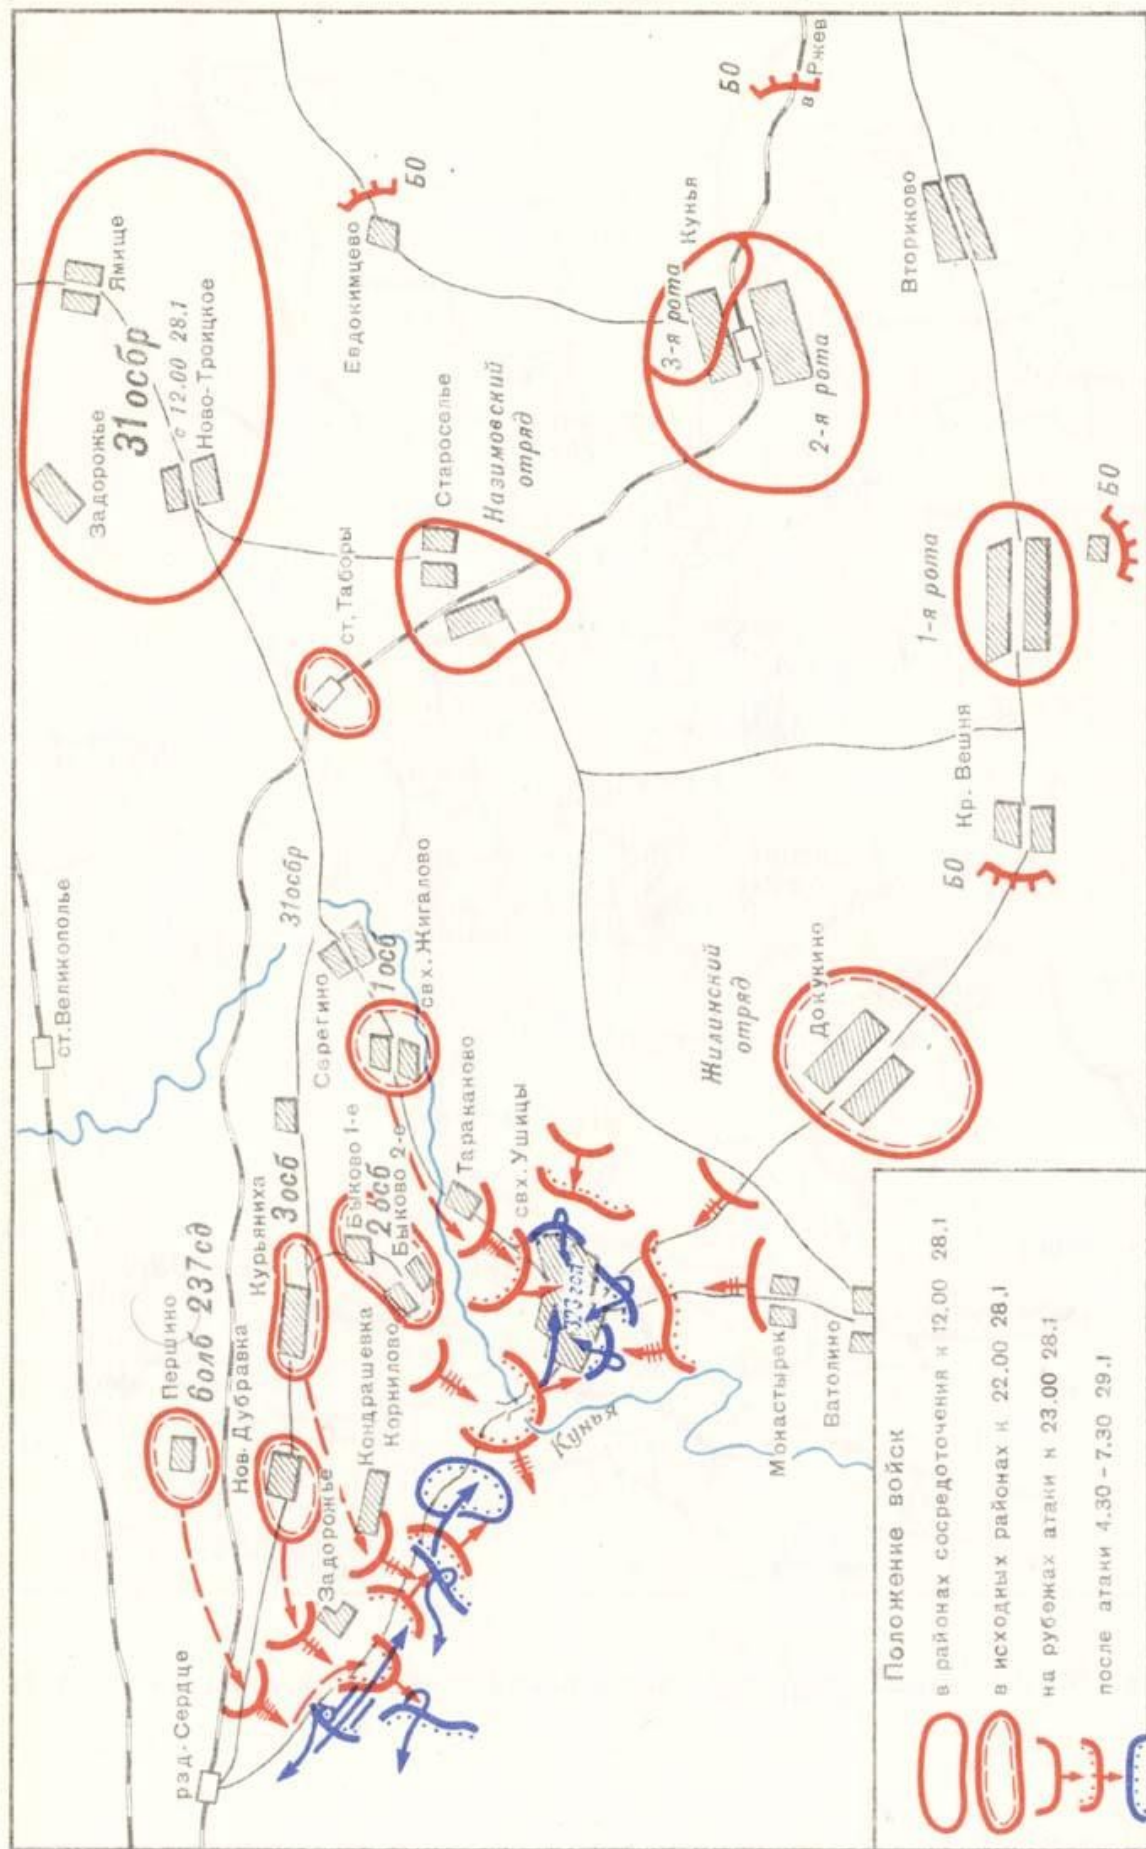 ст. Великополье
Задорожье
Ямище
31 осбр
с 12.00 28.1
Ново-Троицкое
Евдокимцево
БО
БО
в Ржев
Кунья
3-я рота
2-я рота
Староселье
Назимовский
отряд
ст. Таборы
Вториково
1-я рота
БО
Кр. Вешня
БО
31 осбр
Серегино
1 осб
свх. Жигалово
Тараканово
свх. Ушицы
Жилинский
отряд
Докукино
Першино
6 олб 237 сд
Курьяниха
3 осб
Быково 1-е
2 осб
Быково 2-е
Нов. Дубравка
Кондрашевка
Корнилово
Задорожье
рзд. Сердце
Кунья
Монастырек
Ватолино
Положение войск
в районах сосредоточения к 12.00 28.1
в исходных районах к 22.00 28.1
на рубежах атаки к 23.00 28.1
после атаки 4.30-7.30 29.1